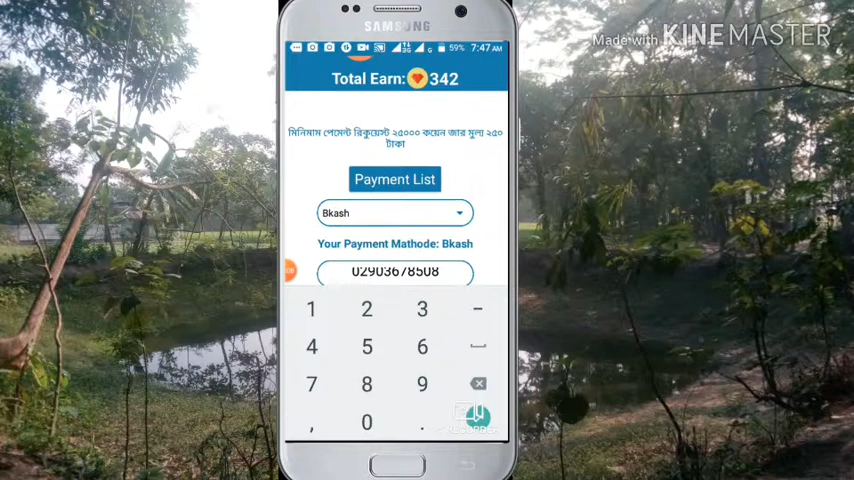 Made with KINEMASTER
SAMSUNG
59% 7:47 AM
Total Earn: 342
মিনিমাম পেমেন্ট রিকুয়েস্ট ২৫০০০ কয়েন জার মুল্য ২৫০
টাকা
Payment List
Bkash
Your Payment Mathode: Bkash
02903678508
1 2 3 -
4 5 6
7 8 9
, 0 .